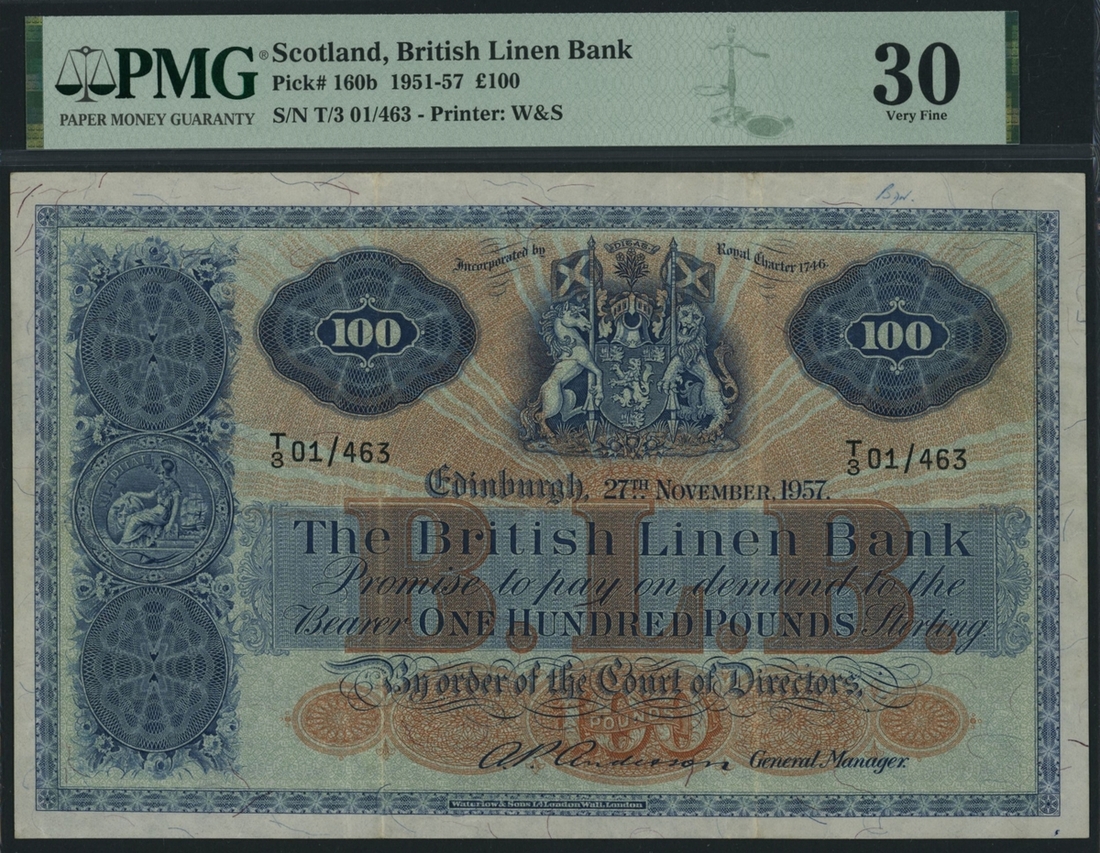 PMG®
PAPER MONEY GUARANTY
Scotland, British Linen Bank
Pick# 160b 1951-57 £100
S/N T/3 01/463 - Printer: W&S
30
Very Fine
Incorporated by Royal Charter 1746
100 100
T/3 01/463 T/3 01/463
Edinburgh, 27TH NOVEMBER, 1957.
B.L.B.
The British Linen Bank
Promise to pay on demand to the
Bearer ONE HUNDRED POUNDS Sterling
By order of the Court of Directors,
100
POUNDS
A.P. Anderson General Manager.
Waterlow & Sons Ld London Wall, London